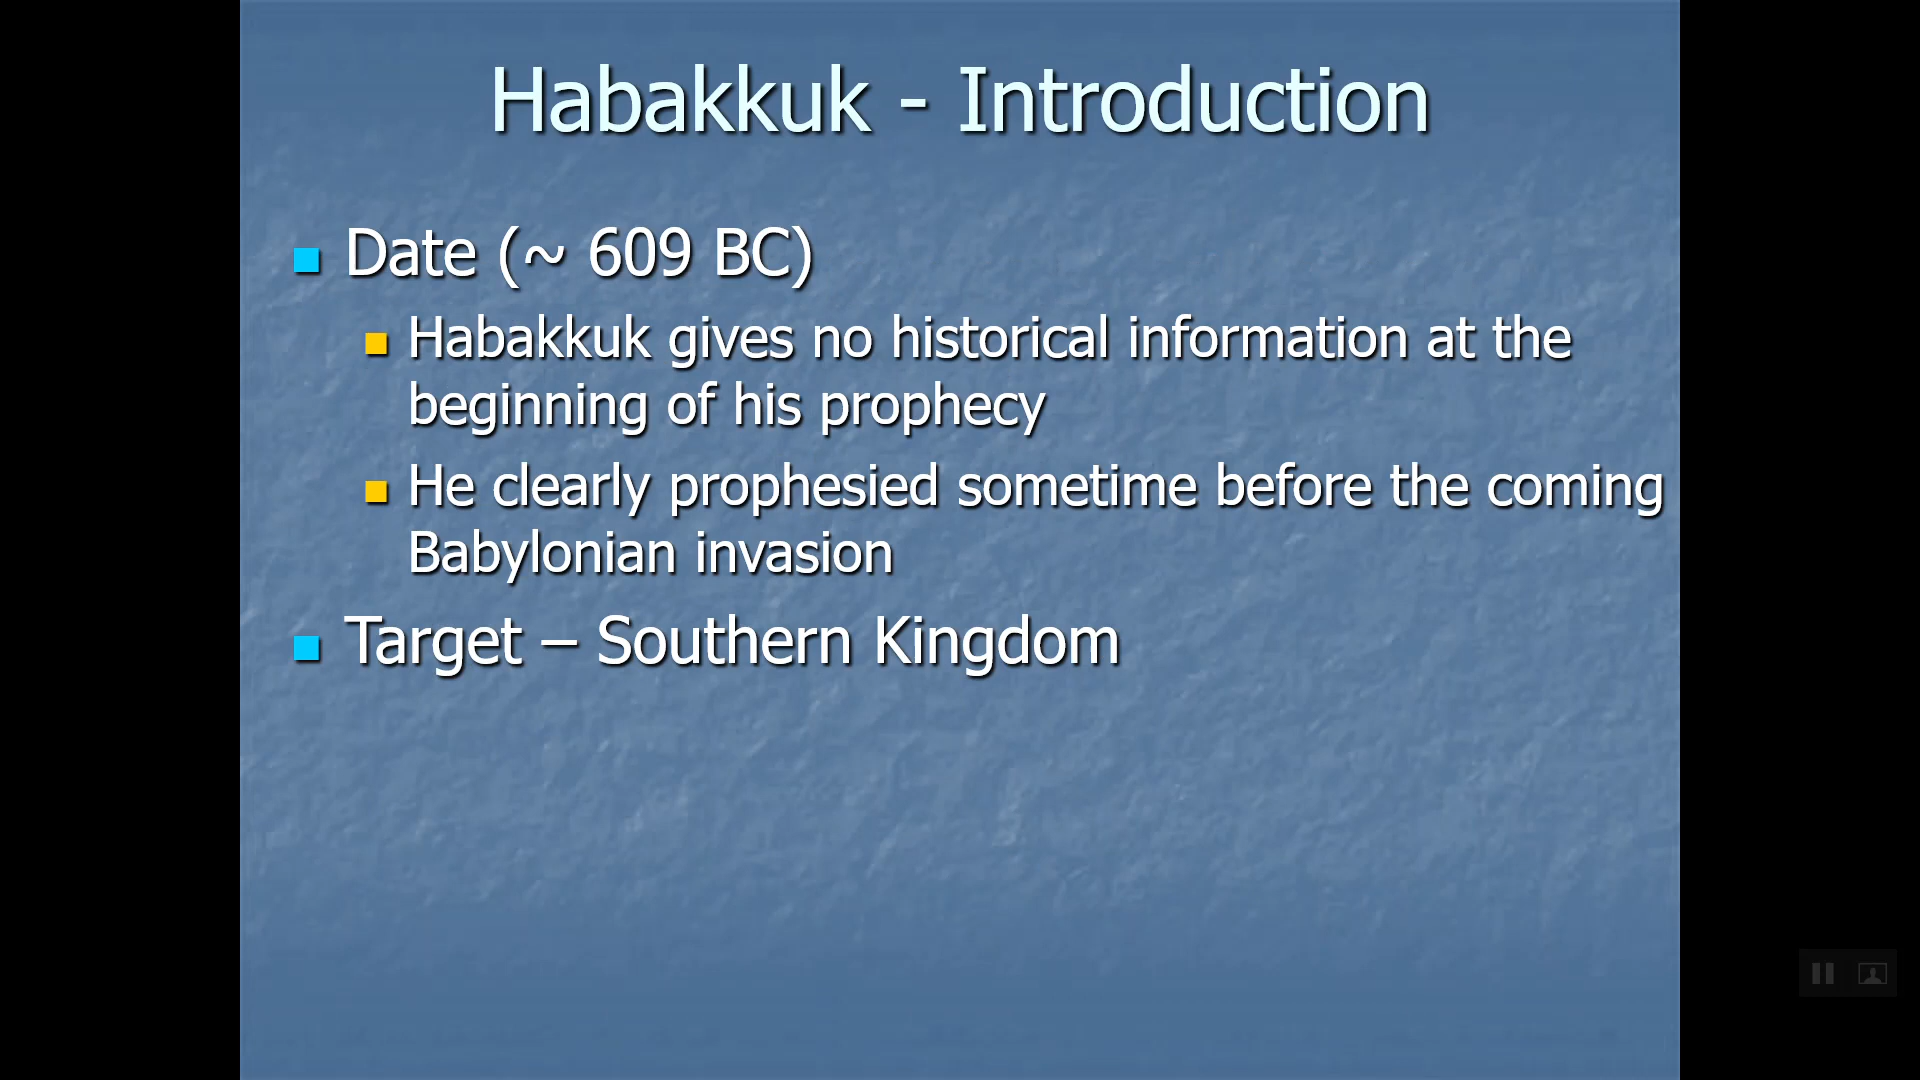 Habakkuk - Introduction
Date (~ 609 BC)
Habakkuk gives no historical information at the
beginning of his prophecy
He clearly prophesied sometime before the coming
Babylonian invasion
Target – Southern Kingdom